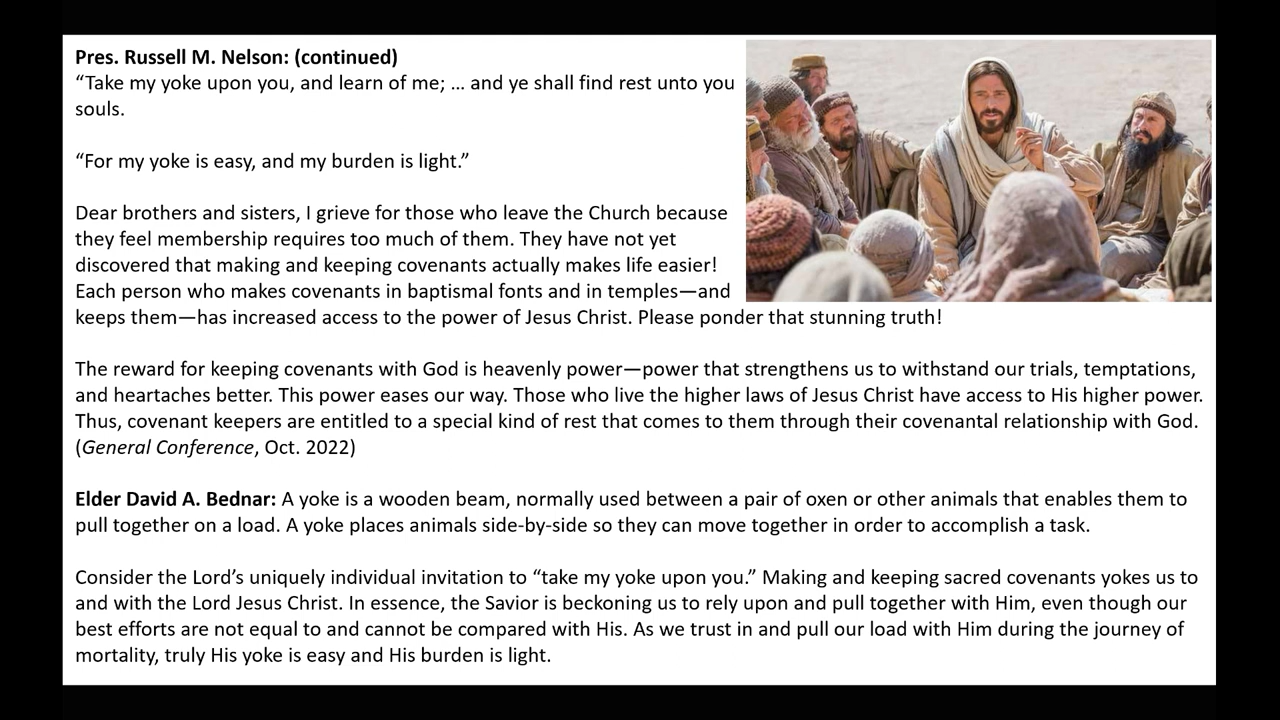 Pres. Russell M. Nelson: (continued)
“Take my yoke upon you, and learn of me; … and ye shall find rest unto you
souls.
“For my yoke is easy, and my burden is light.”
Dear brothers and sisters, I grieve for those who leave the Church because
they feel membership requires too much of them. They have not yet
discovered that making and keeping covenants actually makes life easier!
Each person who makes covenants in baptismal fonts and in temples—and
keeps them—has increased access to the power of Jesus Christ. Please ponder that stunning truth!
The reward for keeping covenants with God is heavenly power—power that strengthens us to withstand our trials, temptations,
and heartaches better. This power eases our way. Those who live the higher laws of Jesus Christ have access to His higher power.
Thus, covenant keepers are entitled to a special kind of rest that comes to them through their covenantal relationship with God.
(General Conference, Oct. 2022)
Elder David A. Bednar: A yoke is a wooden beam, normally used between a pair of oxen or other animals that enables them to
pull together on a load. A yoke places animals side-by-side so they can move together in order to accomplish a task.
Consider the Lord’s uniquely individual invitation to “take my yoke upon you.” Making and keeping sacred covenants yokes us to
and with the Lord Jesus Christ. In essence, the Savior is beckoning us to rely upon and pull together with Him, even though our
best efforts are not equal to and cannot be compared with His. As we trust in and pull our load with Him during the journey of
mortality, truly His yoke is easy and His burden is light.